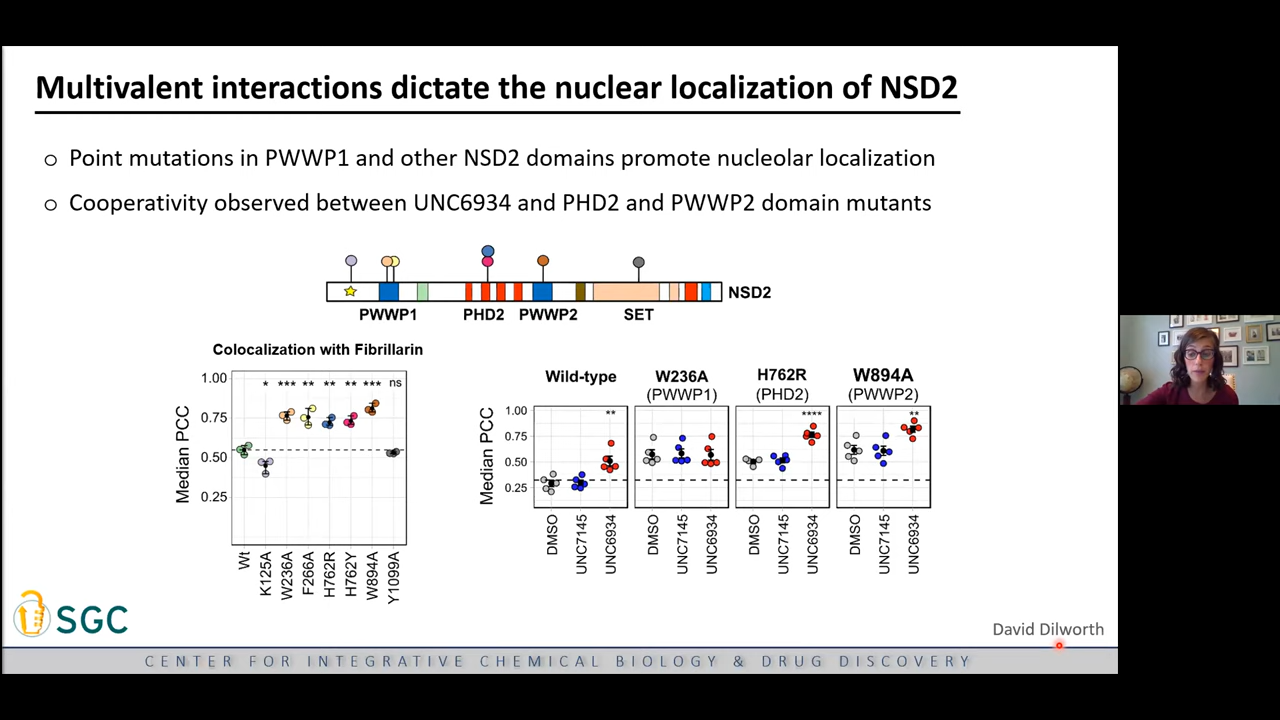 Multivalent interactions dictate the nuclear localization of NSD2
o Point mutations in PWWP1 and other NSD2 domains promote nucleolar localization
o Cooperativity observed between UNC6934 and PHD2 and PWWP2 domain mutants
NSD2
PWWP1 PHD2 PWWP2 SET
Colocalization with Fibrillarin
Median PCC
1.00
0.75
0.50
0.25
* *** ** ** ** *** ns
Wt K125A W236A F266A H762R H762Y W894A Y1099A
Wild-type W236A H762R W894A
(PWWP1) (PHD2) (PWWP2)
Median PCC
1.00
0.75
0.50
0.25
** **** **
DMSO UNC7145 UNC6934 DMSO UNC7145 UNC6934 DMSO UNC7145 UNC6934 DMSO UNC7145 UNC6934
SGC
David Dilworth
CENTER FOR INTEGRATIVE CHEMICAL BIOLOGY & DRUG DISCOVERY